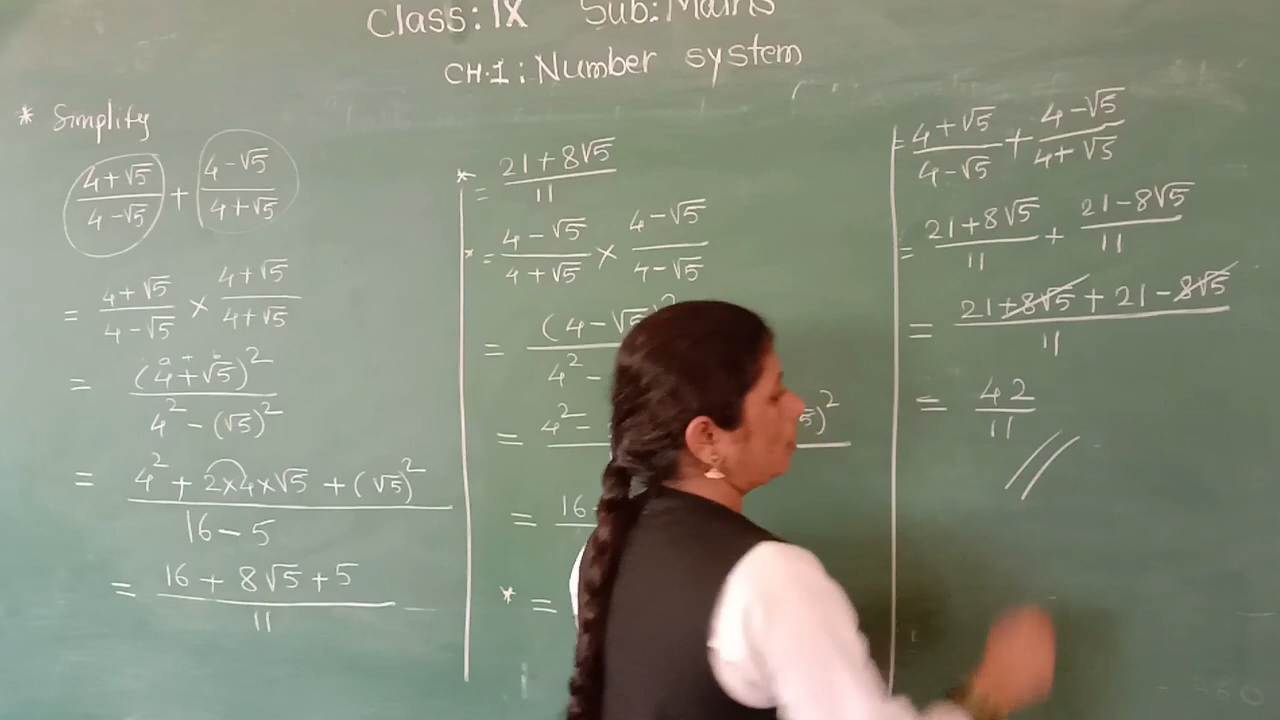 Class: IX Sub: Maths
CH.1: Number system
* Simplify
(4+√5)/(4-√5) + (4-√5)/(4+√5)
= (4+√5)/(4-√5) × (4+√5)/(4+√5)
= (4+√5)²/(4² - (√5)²)
= (4² + 2×4×√5 + (√5)²)/(16-5)
= (16 + 8√5 + 5)/11
* = (21+8√5)/11
* = (4-√5)/(4+√5) × (4-√5)/(4-√5)
= (4-√5)²/4² -
= 4² - √5)²
= 16
* =
= (4+√5)/(4-√5) + (4-√5)/(4+√5)
= (21+8√5)/11 + (21-8√5)/11
= (21+8√5 + 21-8√5)/11
= 42/11 //